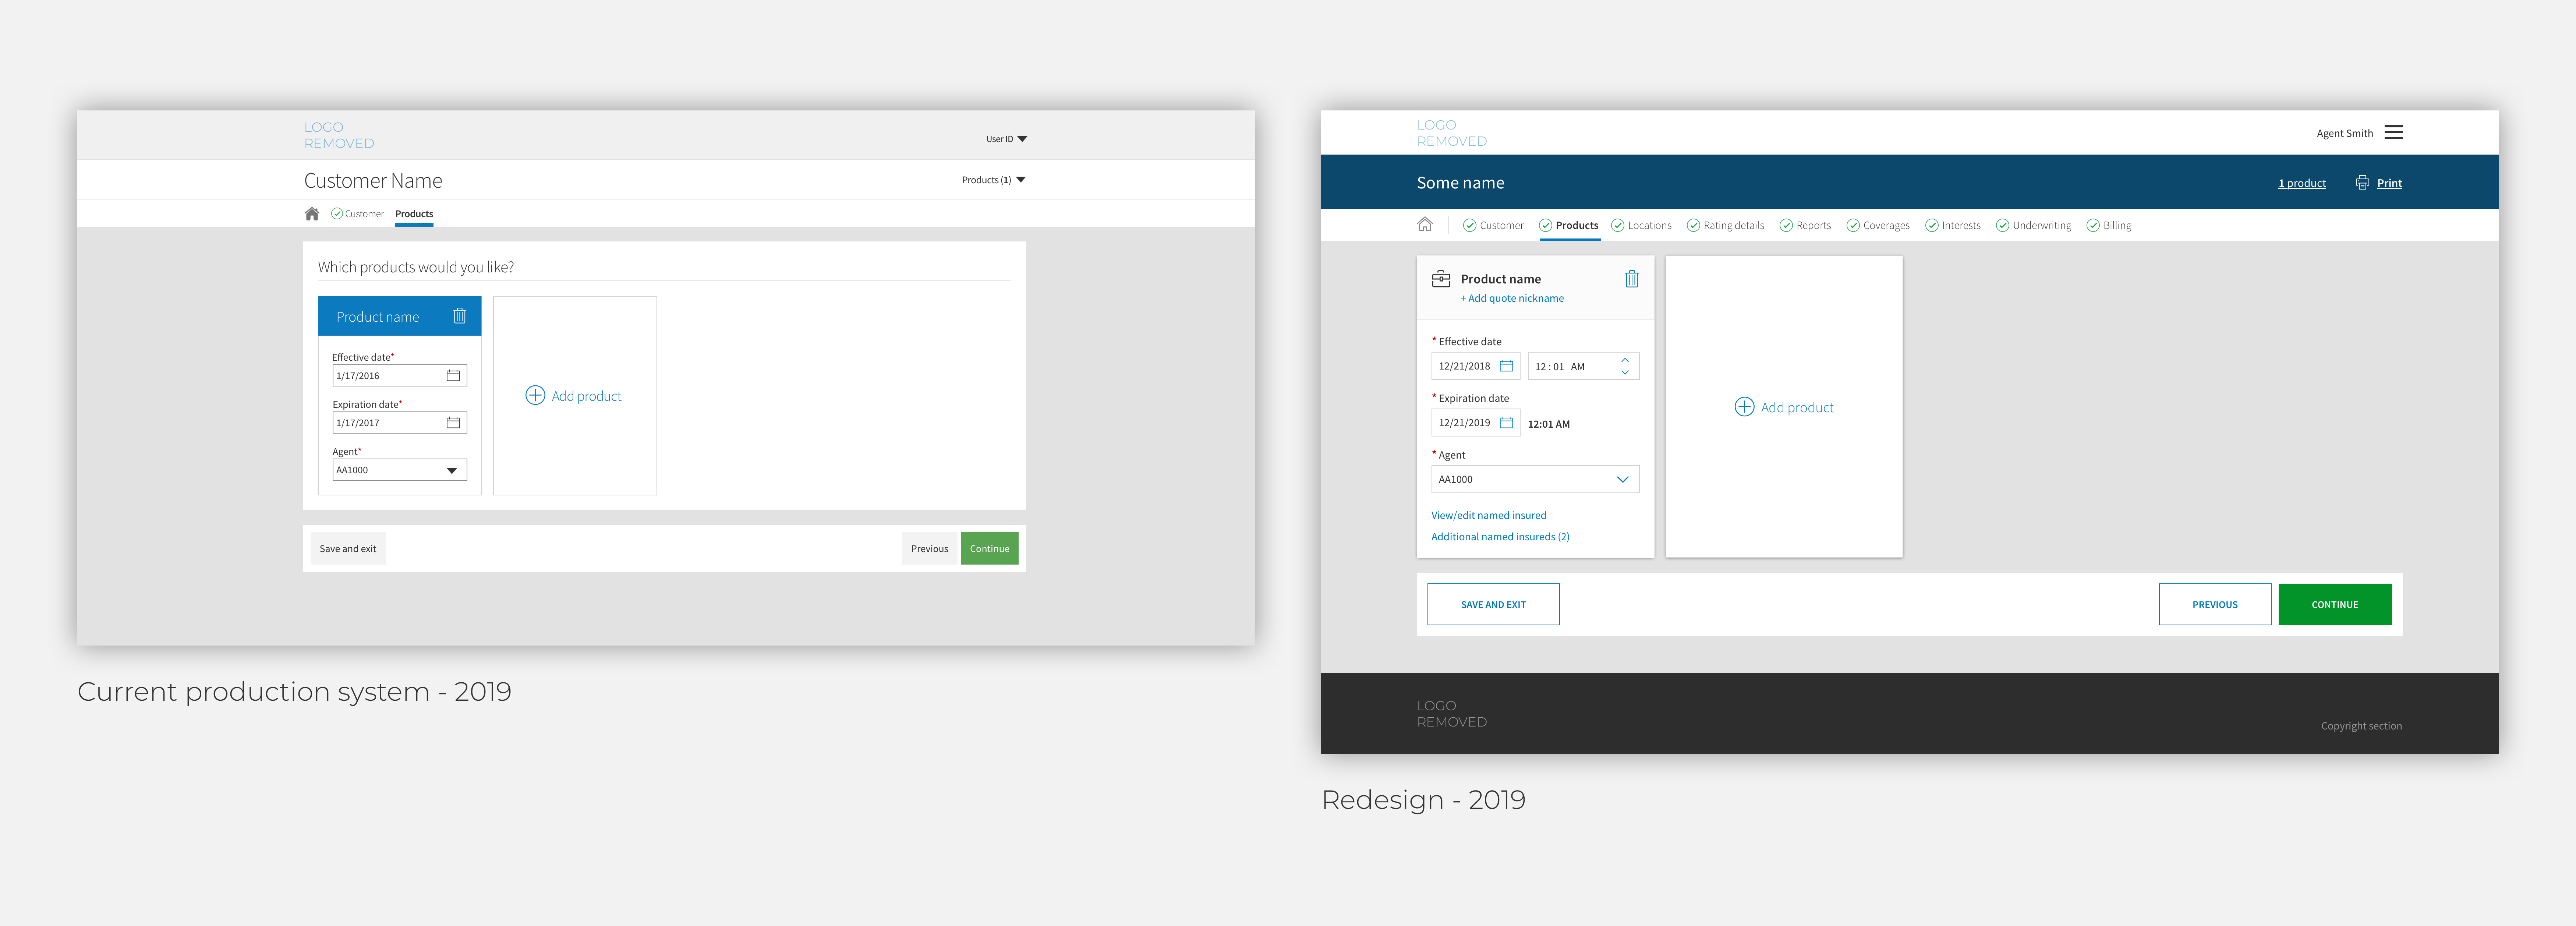 LOGO
REMOVED
User ID
Customer Name
Products (1)
Customer
Products
Which products would you like?
Product name
Effective date*
1/17/2016
Expiration date*
1/17/2017
Agent*
AA1000
Add product
Save and exit
Previous
Continue
Current production system - 2019
LOGO
REMOVED
Agent Smith
Some name
1 product
Print
Customer
Products
Locations
Rating details
Reports
Coverages
Interests
Underwriting
Billing
Product name
+ Add quote nickname
* Effective date
12/21/2018
12 : 01 AM
* Expiration date
12/21/2019
12:01 AM
* Agent
AA1000
View/edit named insured
Additional named insureds (2)
Add product
SAVE AND EXIT
PREVIOUS
CONTINUE
LOGO
REMOVED
Copyright section
Redesign - 2019